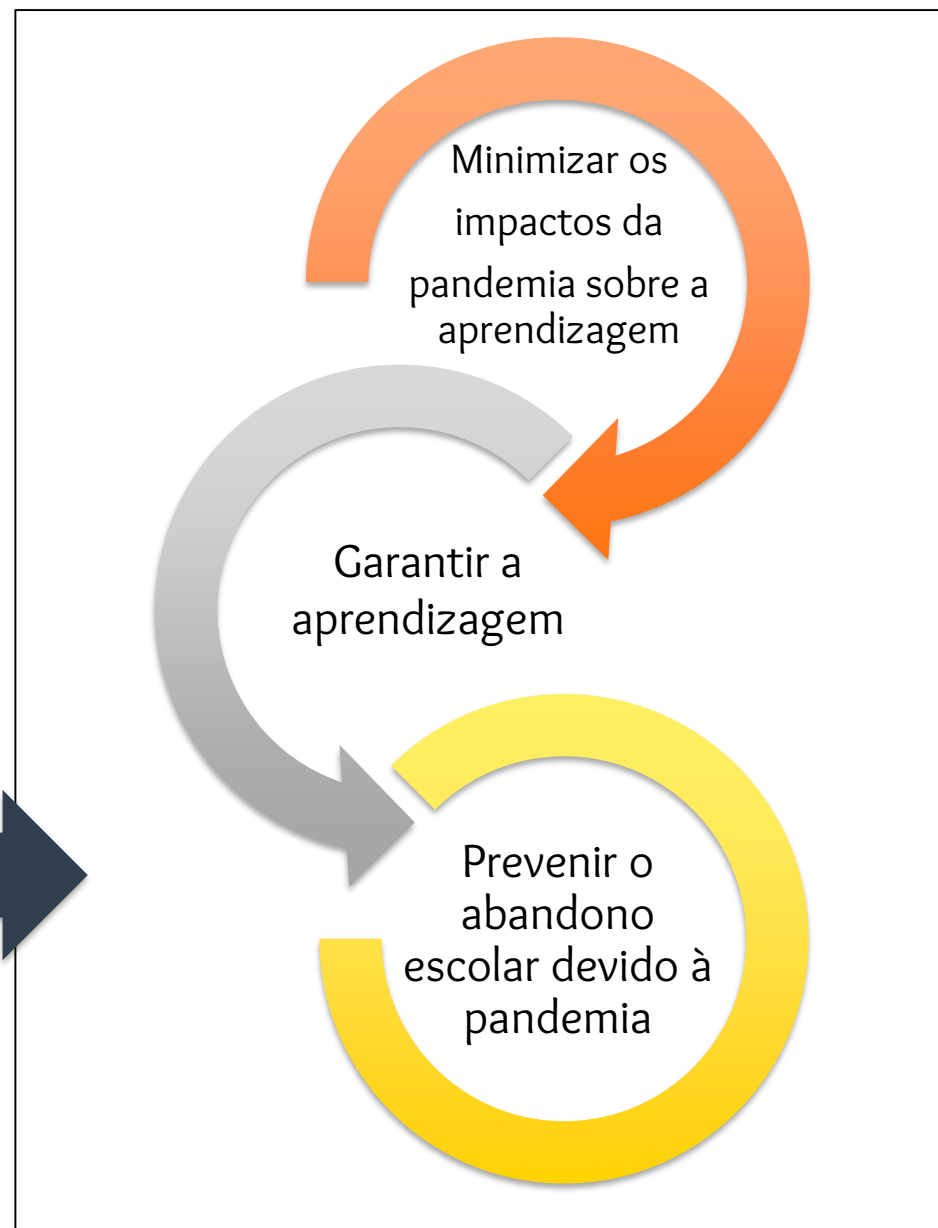 Minimizar os
impactos da
pandemia sobre a
aprendizagem
Garantir a
aprendizagem
Prevenir o
abandono
escolar devido à
pandemia